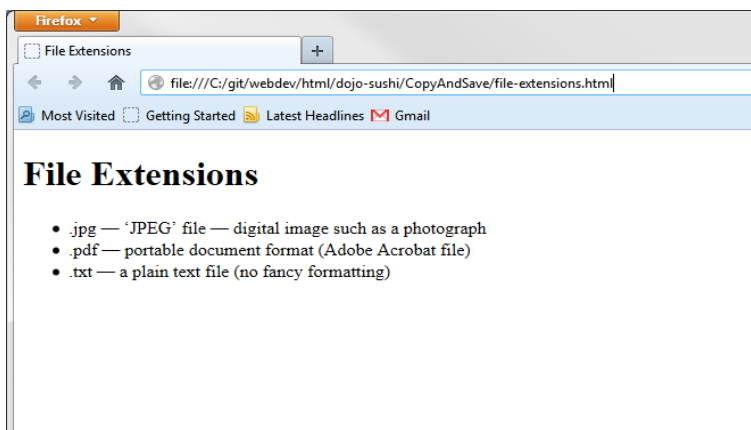 Firefox
File Extensions
file:///C:/git/webdev/html/dojo-sushi/CopyAndSave/file-extensions.html
Most Visited Getting Started Latest Headlines Gmail
File Extensions
• .jpg — ‘JPEG’ file — digital image such as a photograph
• .pdf — portable document format (Adobe Acrobat file)
• .txt — a plain text file (no fancy formatting)